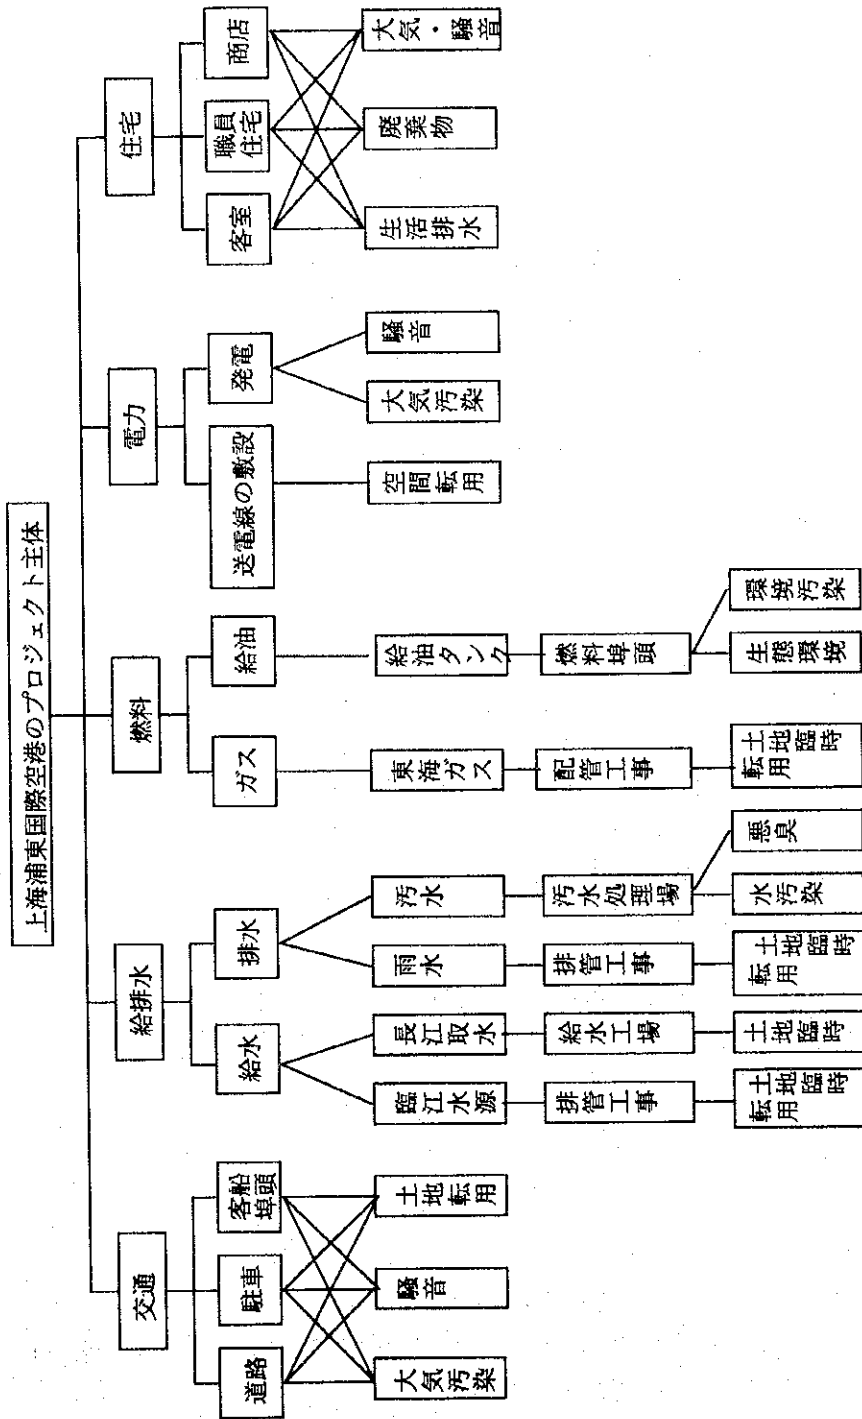 上海浦東国際空港のプロジェクト主体
交通
給排水
燃料
電力
住宅
道路
駐車
客船
埠頭
給水
排水
ガス
給油
送電線の敷設
発電
客室
職員
住宅
商店
大気汚染
騒音
土地転用
臨江水源
長江取水
雨水
汚水
東海ガス
給油タンク
空間転用
大気汚染
騒音
生活排水
廃棄物
大気・騒音
排管工事
給水工場
排管工事
汚水処理場
配管工事
燃料埠頭
土地臨時
転用
土地臨時
土地臨時
転用
水汚染
悪臭
土地臨時
転用
生態環境
環境汚染